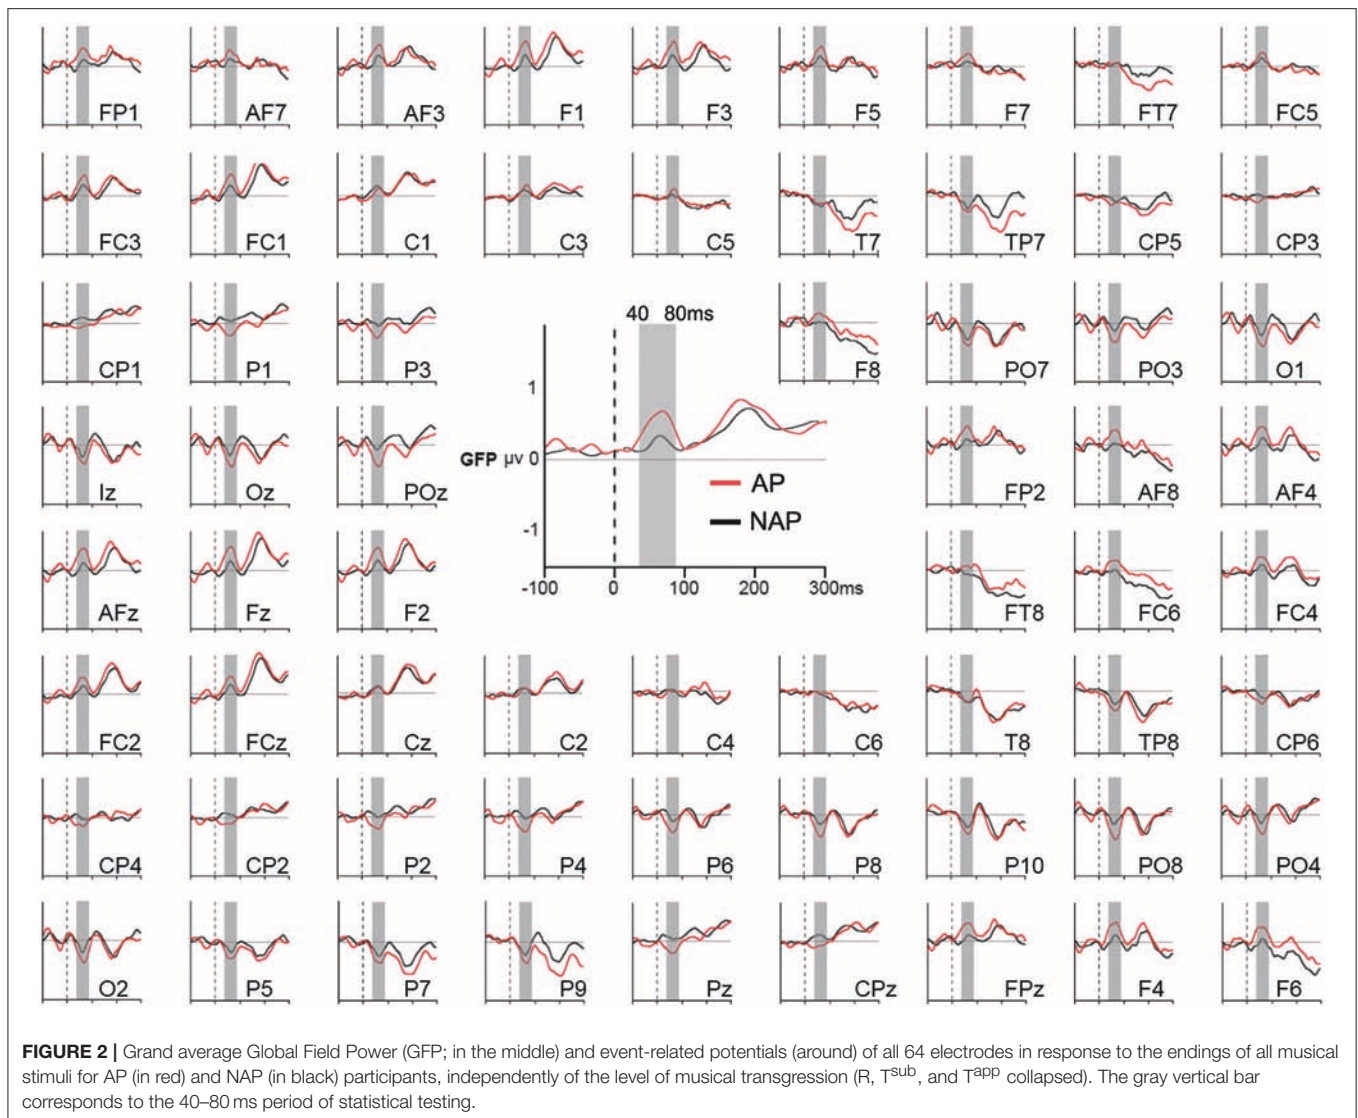 FP1 AF7 AF3 F1 F3 F5 F7 FT7 FC5
FC3 FC1 C1 C3 C5 T7 TP7 CP5 CP3
CP1 P1 P3 F8 PO7 PO3 O1
40 80ms
1
GFP μv 0
-1
AP
NAP
-100 0 100 200 300ms
Iz Oz POz FP2 AF8 AF4
AFz Fz F2 FT8 FC6 FC4
FC2 FCz Cz C2 C4 C6 T8 TP8 CP6
CP4 CP2 P2 P4 P6 P8 P10 PO8 PO4
O2 P5 P7 P9 Pz CPz FPz F4 F6
FIGURE 2 | Grand average Global Field Power (GFP; in the middle) and event-related potentials (around) of all 64 electrodes in response to the endings of all musical
stimuli for AP (in red) and NAP (in black) participants, independently of the level of musical transgression (R, Tsub, and Tapp collapsed). The gray vertical bar
corresponds to the 40–80 ms period of statistical testing.